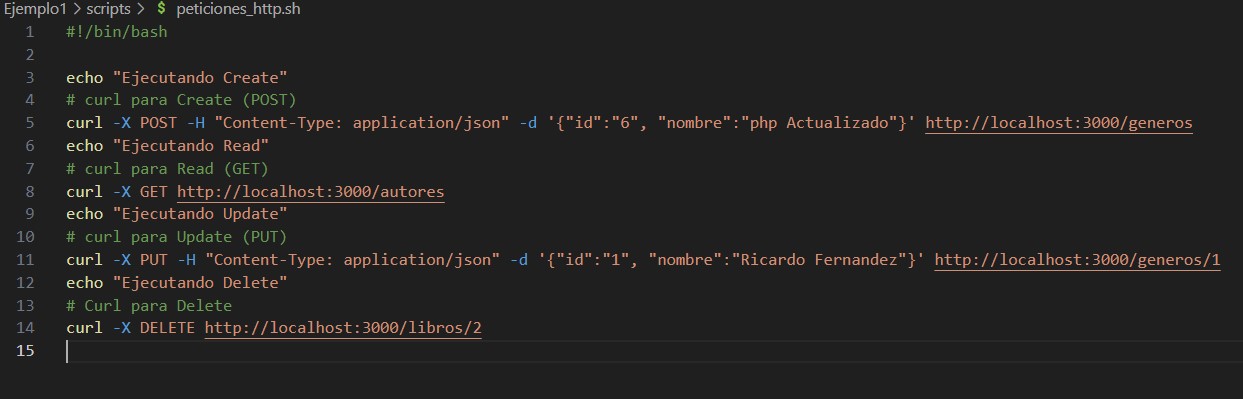 Ejemplo1 > scripts > $ peticiones_http.sh
1 #!/bin/bash
2
3 echo "Ejecutando Create"
4 # curl para Create (POST)
5 curl -X POST -H "Content-Type: application/json" -d '{"id":"6", "nombre":"php Actualizado"}' http://localhost:3000/generos
6 echo "Ejecutando Read"
7 # curl para Read (GET)
8 curl -X GET http://localhost:3000/autores
9 echo "Ejecutando Update"
10 # curl para Update (PUT)
11 curl -X PUT -H "Content-Type: application/json" -d '{"id":"1", "nombre":"Ricardo Fernandez"}' http://localhost:3000/generos/1
12 echo "Ejecutando Delete"
13 # Curl para Delete
14 curl -X DELETE http://localhost:3000/libros/2
15